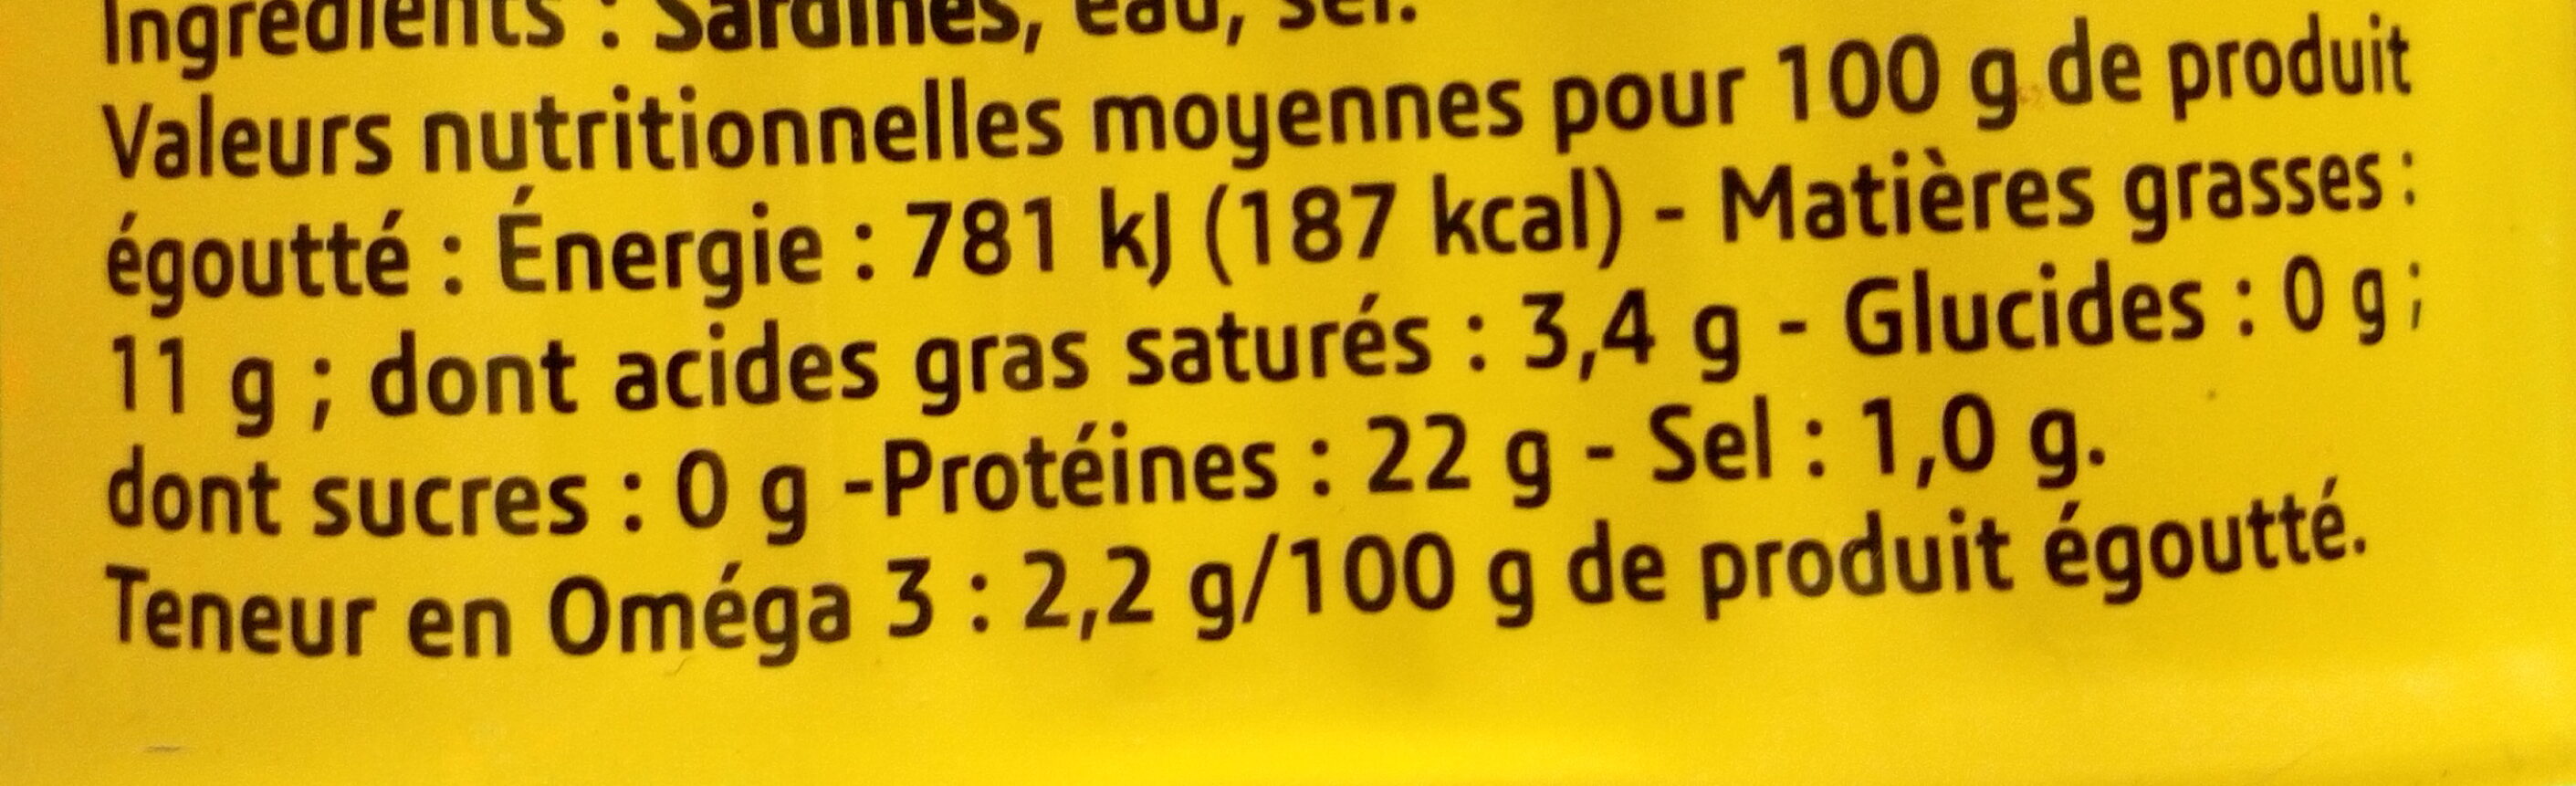 Ingrédients : Sardines, eau, sel.
Valeurs nutritionnelles moyennes pour 100 g de produit
égoutté : Énergie : 781 kJ (187 kcal) - Matières grasses :
11 g ; dont acides gras saturés : 3,4 g - Glucides : 0 g ;
dont sucres : 0 g -Protéines : 22 g - Sel : 1,0 g.
Teneur en Oméga 3 : 2,2 g/100 g de produit égoutté.